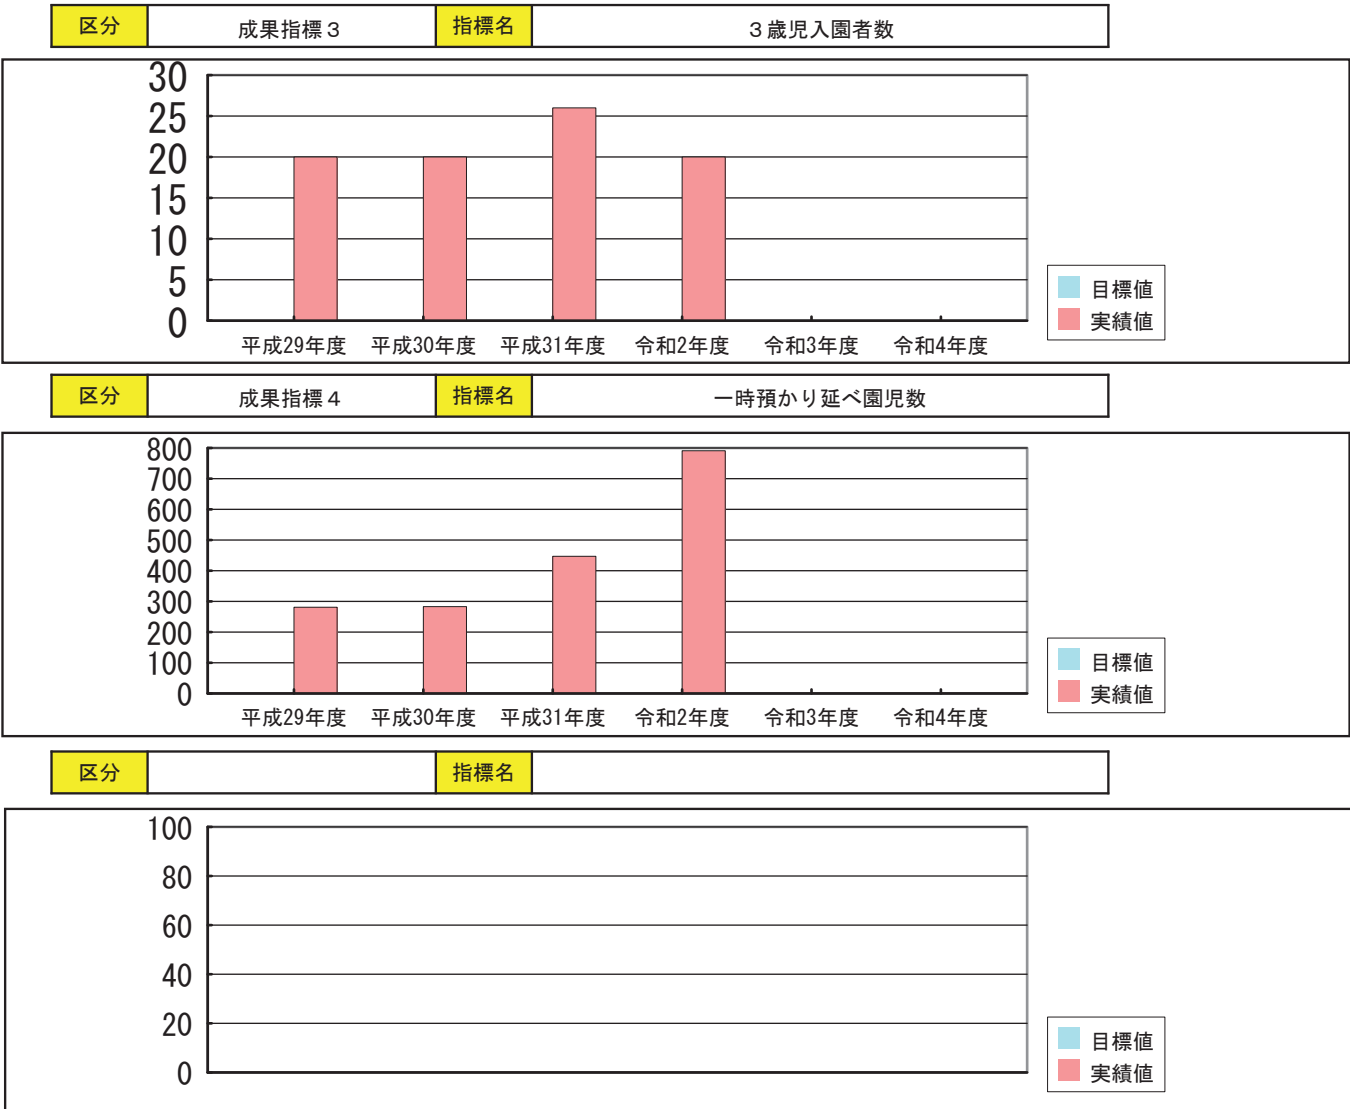 区分 成果指標３ 指標名 ３歳児入園者数
30
25
20
15
10
5
0
平成29年度 平成30年度 平成31年度 令和2年度 令和3年度 令和4年度
目標値
実績値
区分 成果指標４ 指標名 一時預かり延べ園児数
800
700
600
500
400
300
200
100
0
平成29年度 平成30年度 平成31年度 令和2年度 令和3年度 令和4年度
目標値
実績値
区分 指標名
100
80
60
40
20
0
目標値
実績値